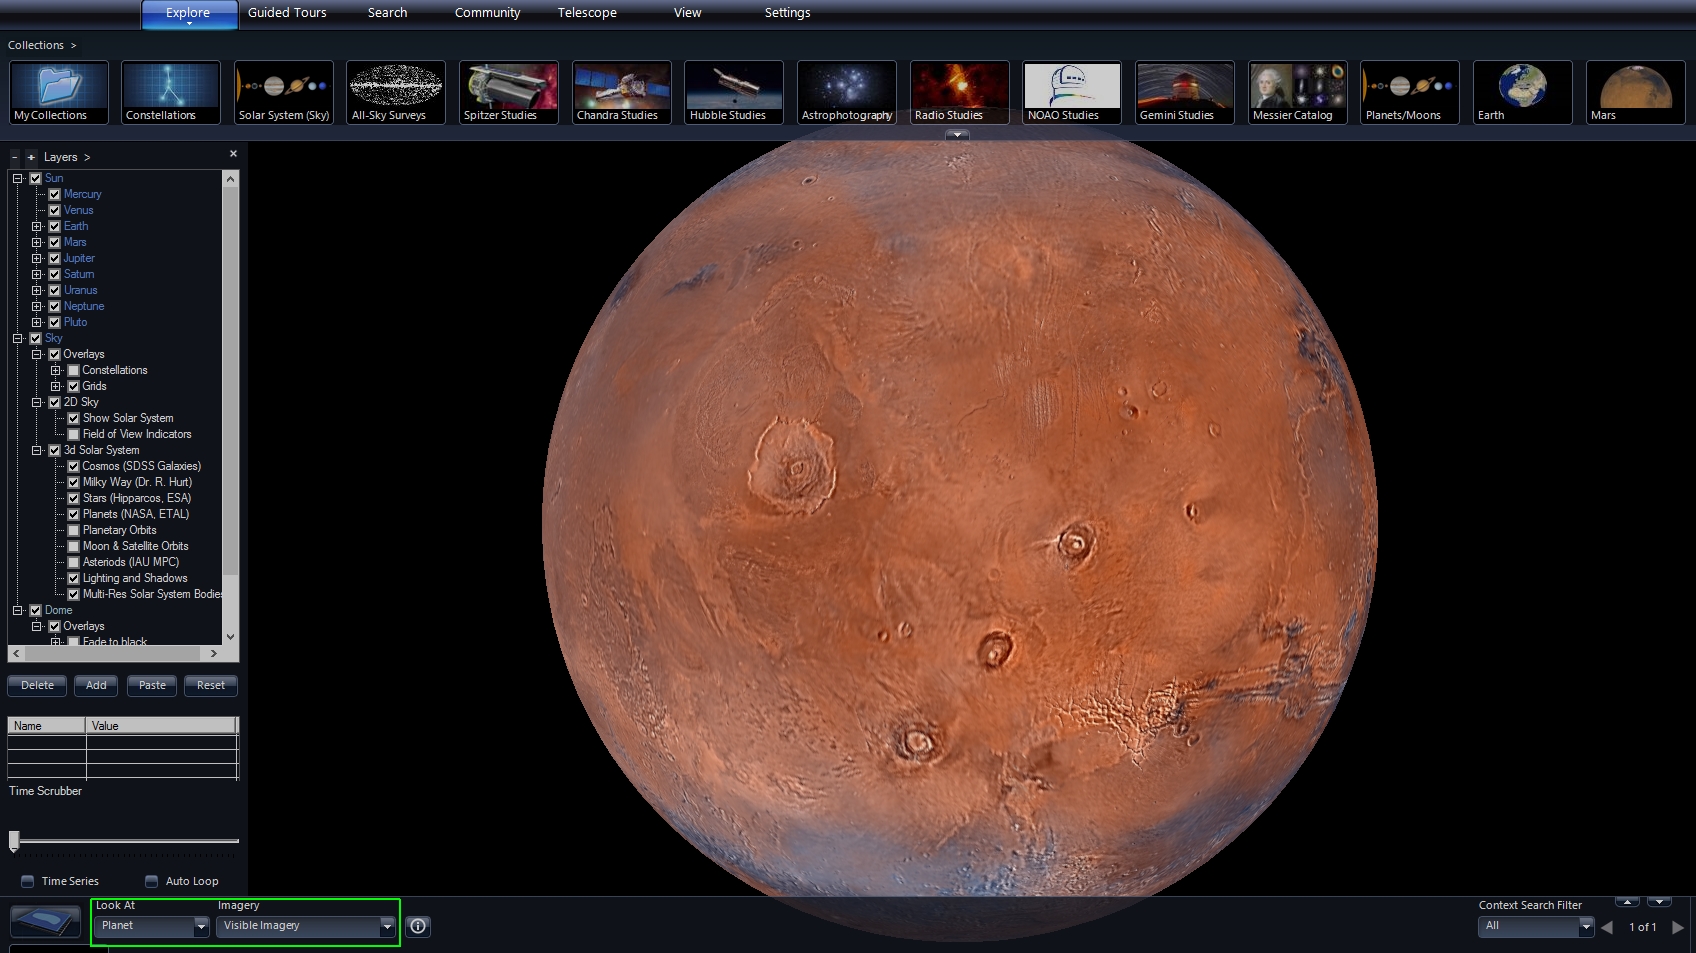 Explore Guided Tours Search Community Telescope View Settings
Collections >
My Collections Constellations Solar System (Sky) All-Sky Surveys Spitzer Studies Chandra Studies Hubble Studies Astrophotography Radio Studies NOAO Studies Gemini Studies Messier Catalog Planets/Moons Earth Mars
- + Layers >
Sun
Mercury
Venus
Earth
Mars
Jupiter
Saturn
Uranus
Neptune
Pluto
Sky
Overlays
Constellations
Grids
2D Sky
Show Solar System
Field of View Indicators
3d Solar System
Cosmos (SDSS Galaxies)
Milky Way (Dr. R. Hurt)
Stars (Hipparcos, ESA)
Planets (NASA, ETAL)
Planetary Orbits
Moon & Satellite Orbits
Asteriods (IAU MPC)
Lighting and Shadows
Multi-Res Solar System Bodies
Dome
Overlays
Fade to black
Delete Add Paste Reset
Name Value
Time Scrubber
Time Series Auto Loop
Look At Imagery
Planet Visible Imagery
Context Search Filter
All 1 of 1